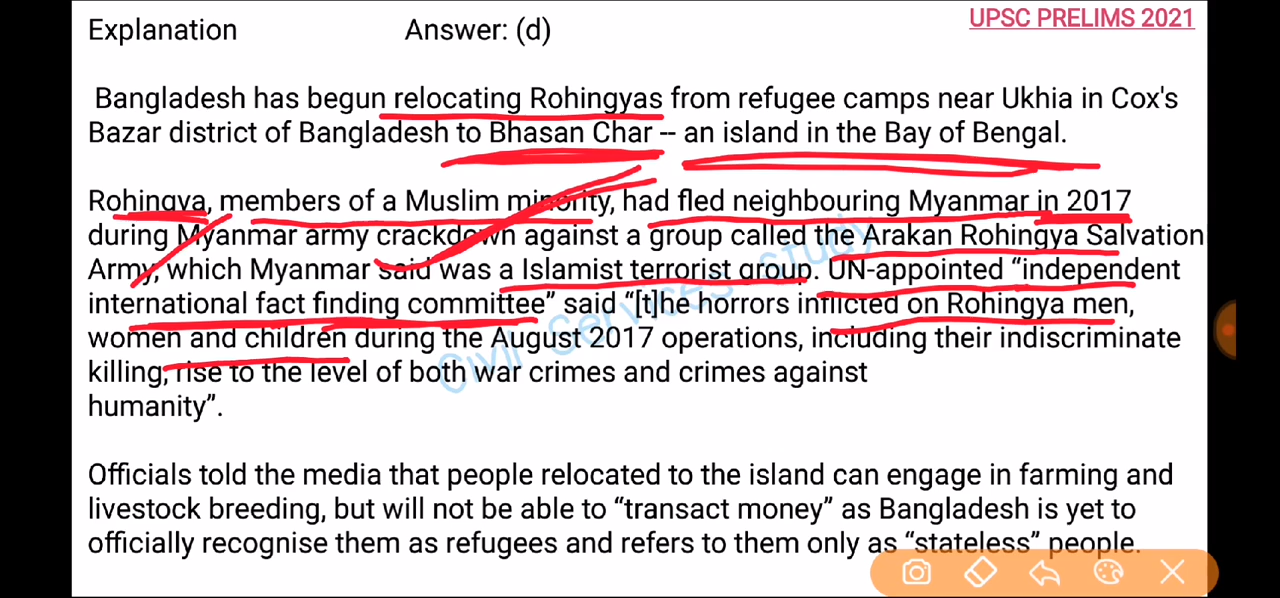 UPSC PRELIMS 2021
Explanation Answer: (d)
Bangladesh has begun relocating Rohingyas from refugee camps near Ukhia in Cox's
Bazar district of Bangladesh to Bhasan Char -- an island in the Bay of Bengal.
Rohingya, members of a Muslim minority, had fled neighbouring Myanmar in 2017
during Myanmar army crackdown against a group called the Arakan Rohingya Salvation
Army, which Myanmar said was a Islamist terrorist group. UN-appointed “independent
international fact finding committee” said “[t]he horrors inflicted on Rohingya men,
women and children during the August 2017 operations, including their indiscriminate
killing, rise to the level of both war crimes and crimes against
humanity”.
Officials told the media that people relocated to the island can engage in farming and
livestock breeding, but will not be able to “transact money” as Bangladesh is yet to
officially recognise them as refugees and refers to them only as “stateless” people.
Civil Services Study